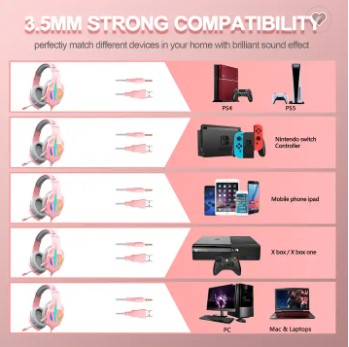 3.5MM STRONG COMPATIBILITY
perfectly match different devices in your home with brilliant sound effect
PS4
PS5
Nintendo switch
Controller
Mobile phone ipad
X box / X box one
PC
Mac & Laptops